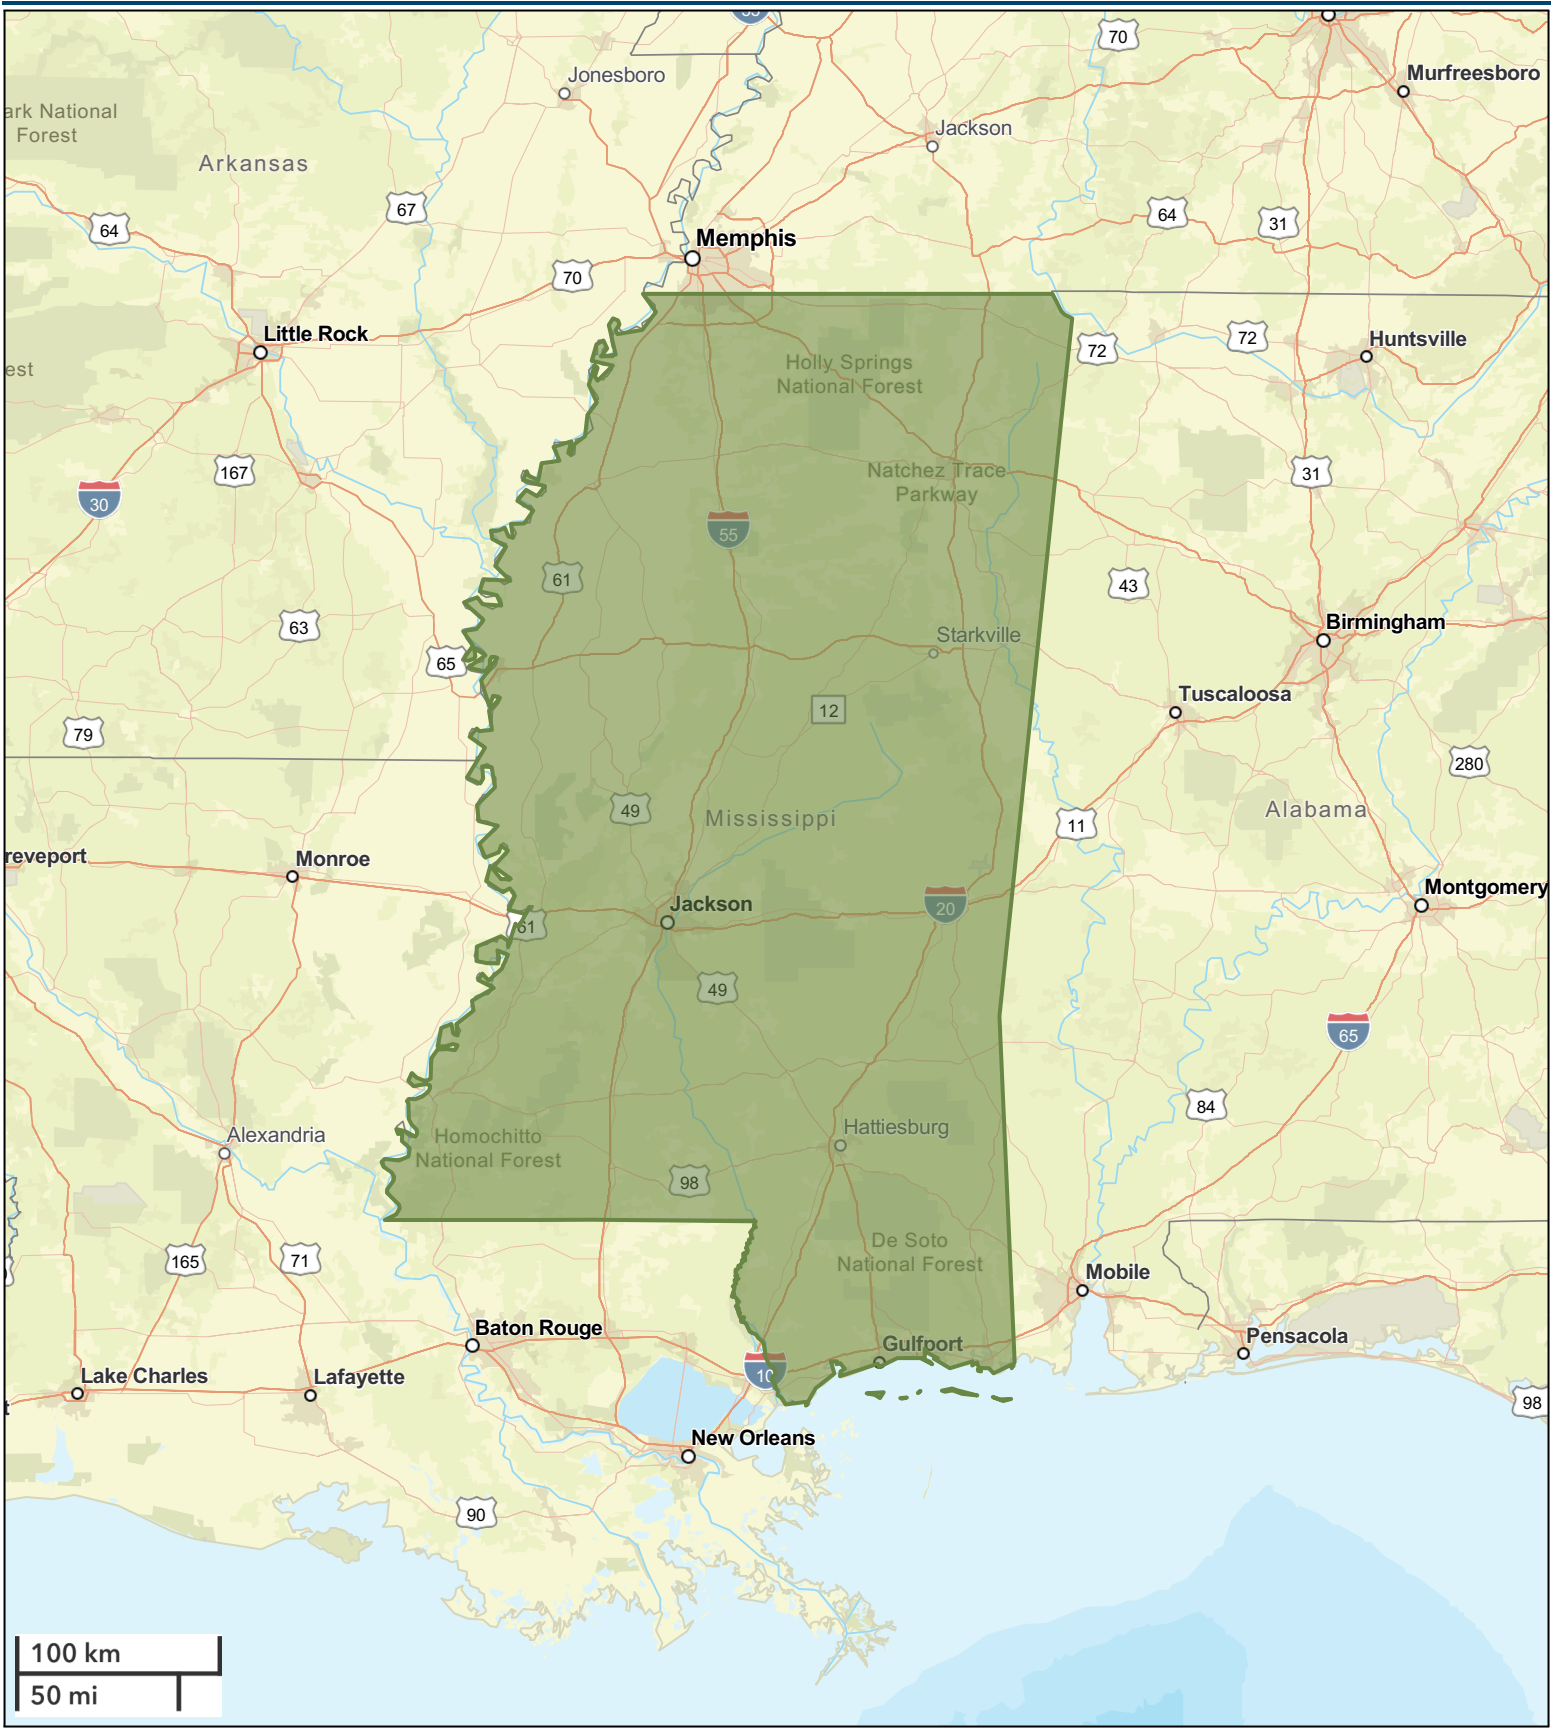 70
Murfreesboro
Jonesboro
ark National
Forest
Jackson
Arkansas
67
64
31
64
Memphis
70
Little Rock
72
72
Huntsville
Holly Springs
National Forest
est
167
Natchez Trace
Parkway
31
30
55
61
43
63
Starkville
Birmingham
65
Tuscaloosa
12
79
280
49
Mississippi
Alabama
11
reveport
Monroe
Jackson
20
Montgomery
61
49
65
84
Alexandria
Homochitto
National Forest
Hattiesburg
98
De Soto
National Forest
165
71
Mobile
Baton Rouge
Gulfport
Pensacola
Lake Charles
Lafayette
10
t
98
New Orleans
90
100 km
50 mi